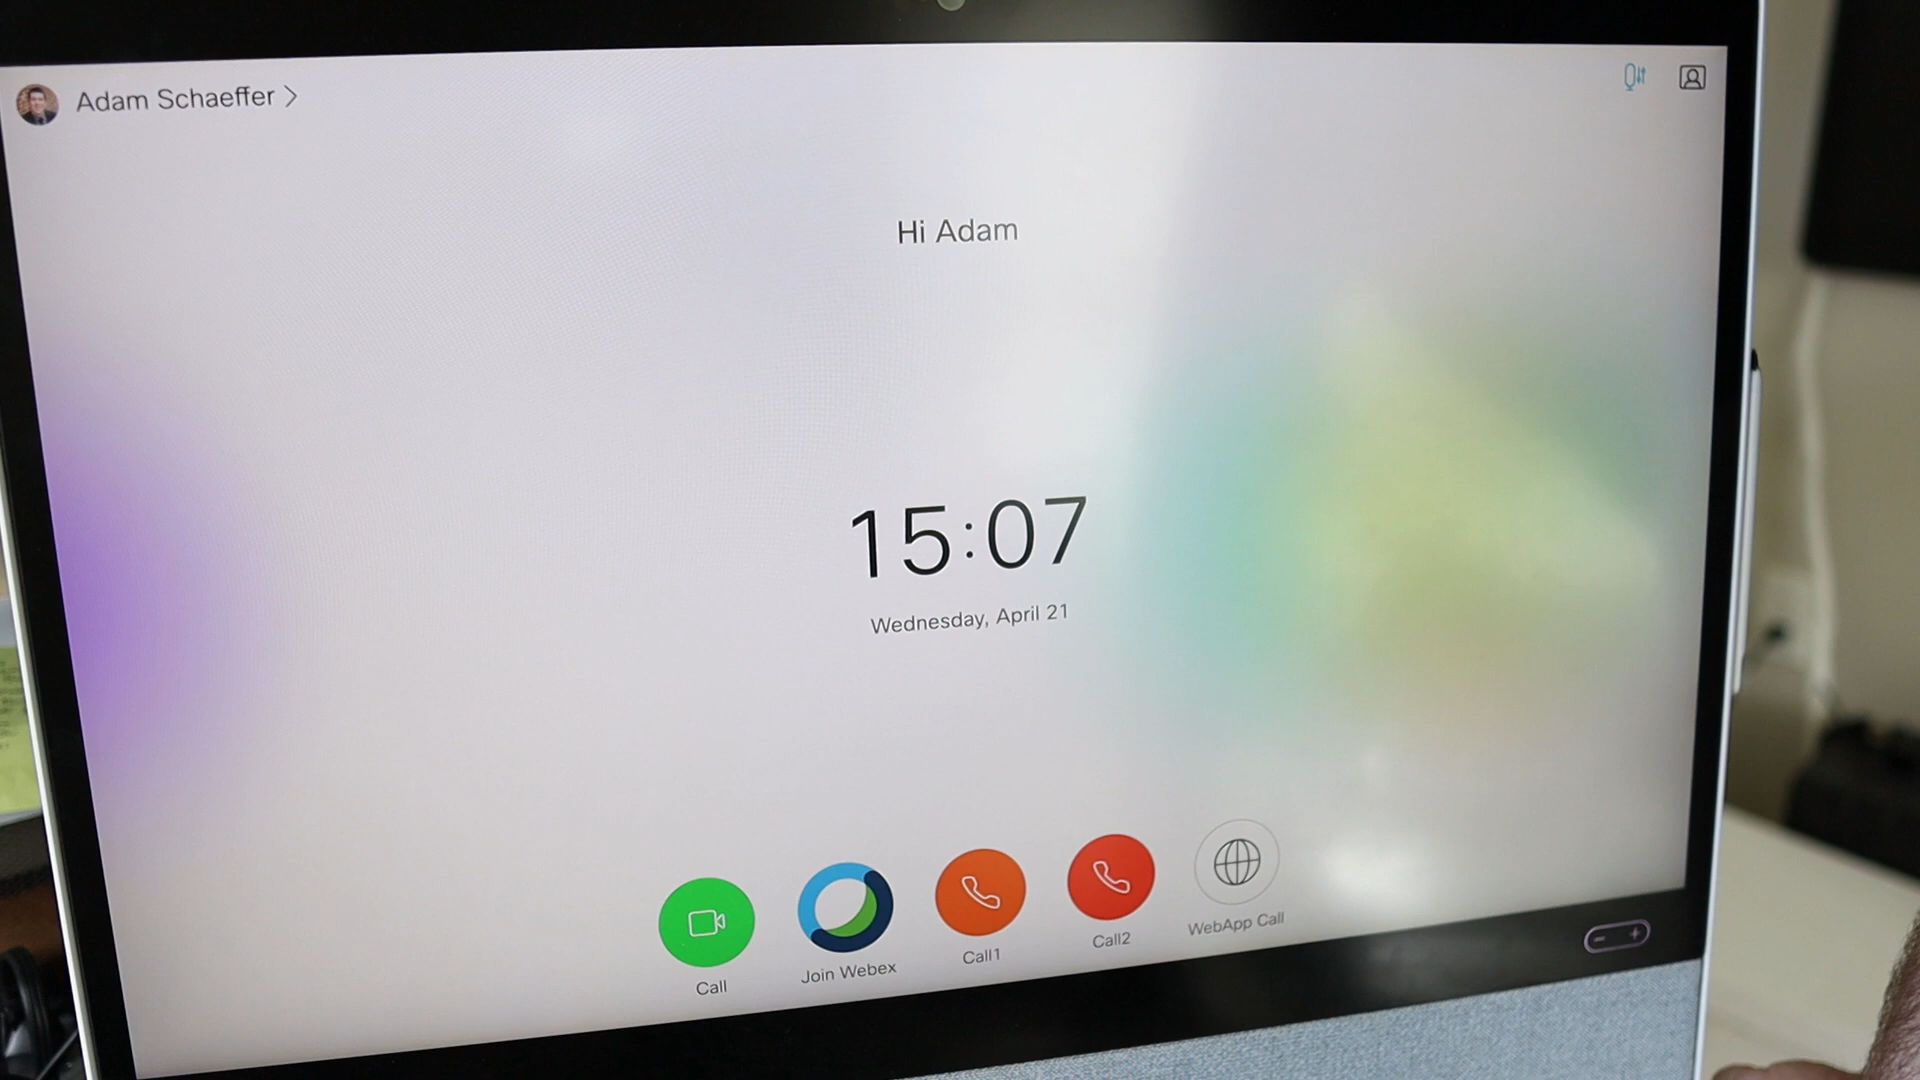 Adam Schaeffer
Hi Adam
15:07
Wednesday, April 21
Call
Join Webex
Call1
Call2
WebApp Call
- +